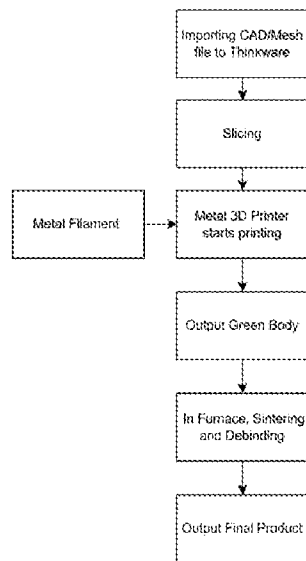 Importing CAD/Mesh
file to Thinkware
Slicing
Metal Filament
Metal 3D Printer
starts printing
Output Green Body
In Furnace, Sintering
and Debinding
Output Final Product